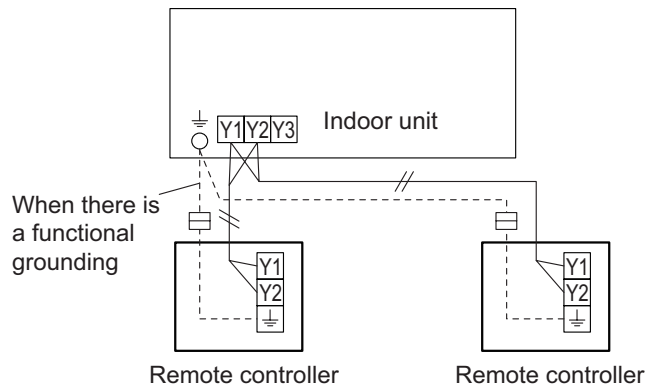 Indoor unit
Y1 Y2 Y3
When there is
a functional
grounding
Y1
Y2
Y1
Y2
Remote controller
Remote controller